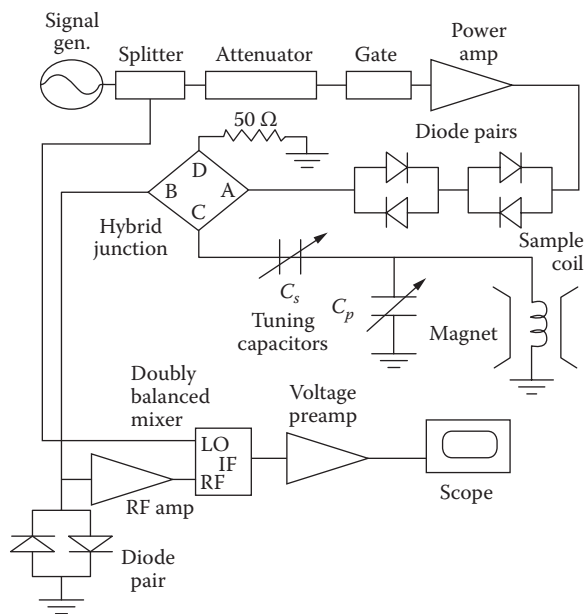 Signal
gen.
Splitter
Attenuator
Gate
Power
amp
50 Ω
Diode pairs
D
B
A
C
Hybrid
junction
Sample
coil
C_s
C_p
Tuning
capacitors
Magnet
Doubly
balanced
mixer
Voltage
preamp
LO
IF
RF
RF amp
Scope
Diode
pair